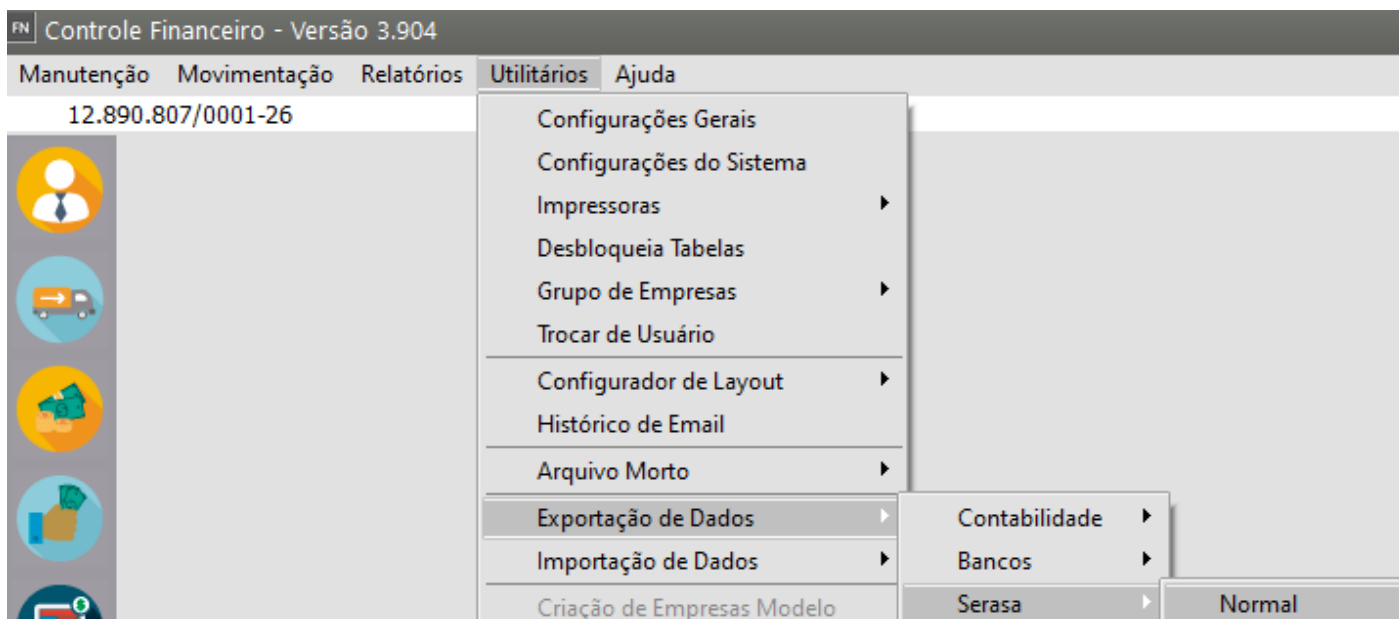 FN Controle Financeiro - Versão 3.904
Manutenção Movimentação Relatórios Utilitários Ajuda
12.890.807/0001-26
Configurações Gerais
Configurações do Sistema
Impressoras
Desbloqueia Tabelas
Grupo de Empresas
Trocar de Usuário
Configurador de Layout
Histórico de Email
Arquivo Morto
Exportação de Dados
Importação de Dados
Criação de Empresas Modelo
Contabilidade
Bancos
Serasa
Normal